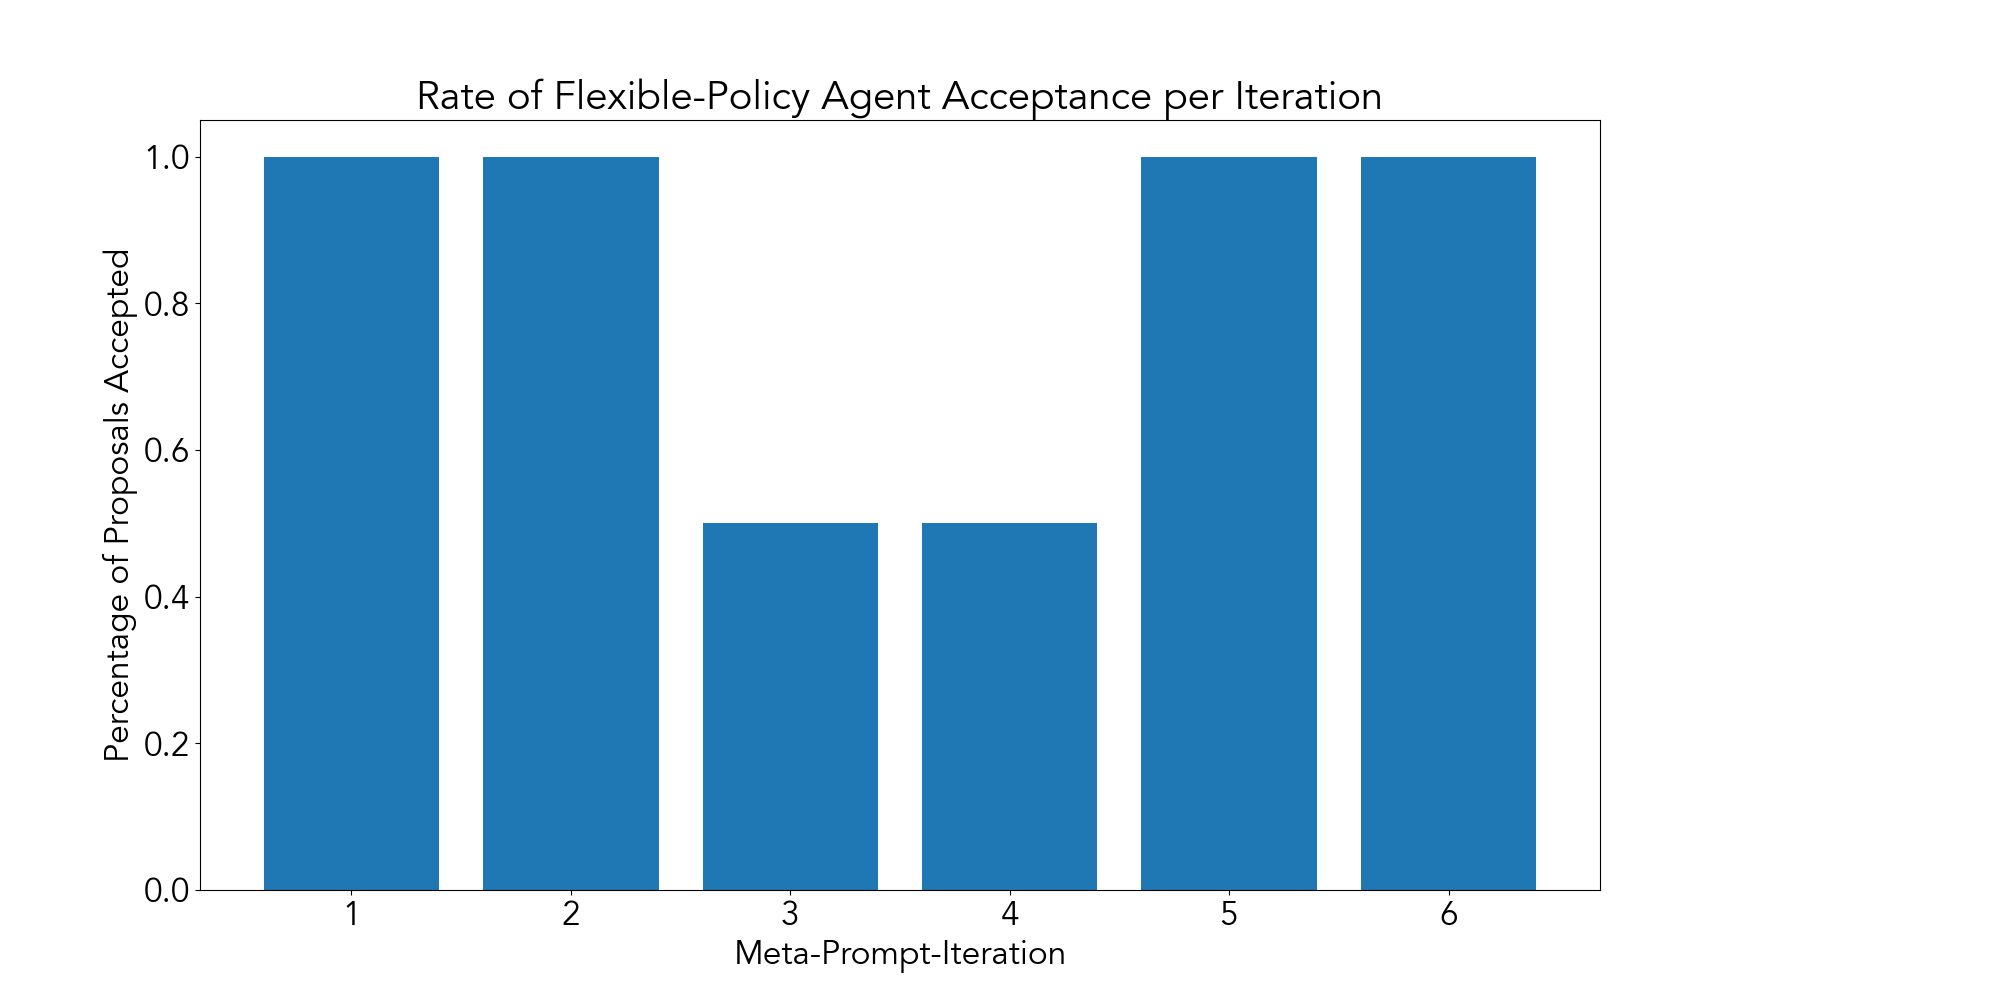 Rate of Flexible-Policy Agent Acceptance per Iteration
Percentage of Proposals Accepted
1.0
0.8
0.6
0.4
0.2
0.0
1 2 3 4 5 6
Meta-Prompt-Iteration